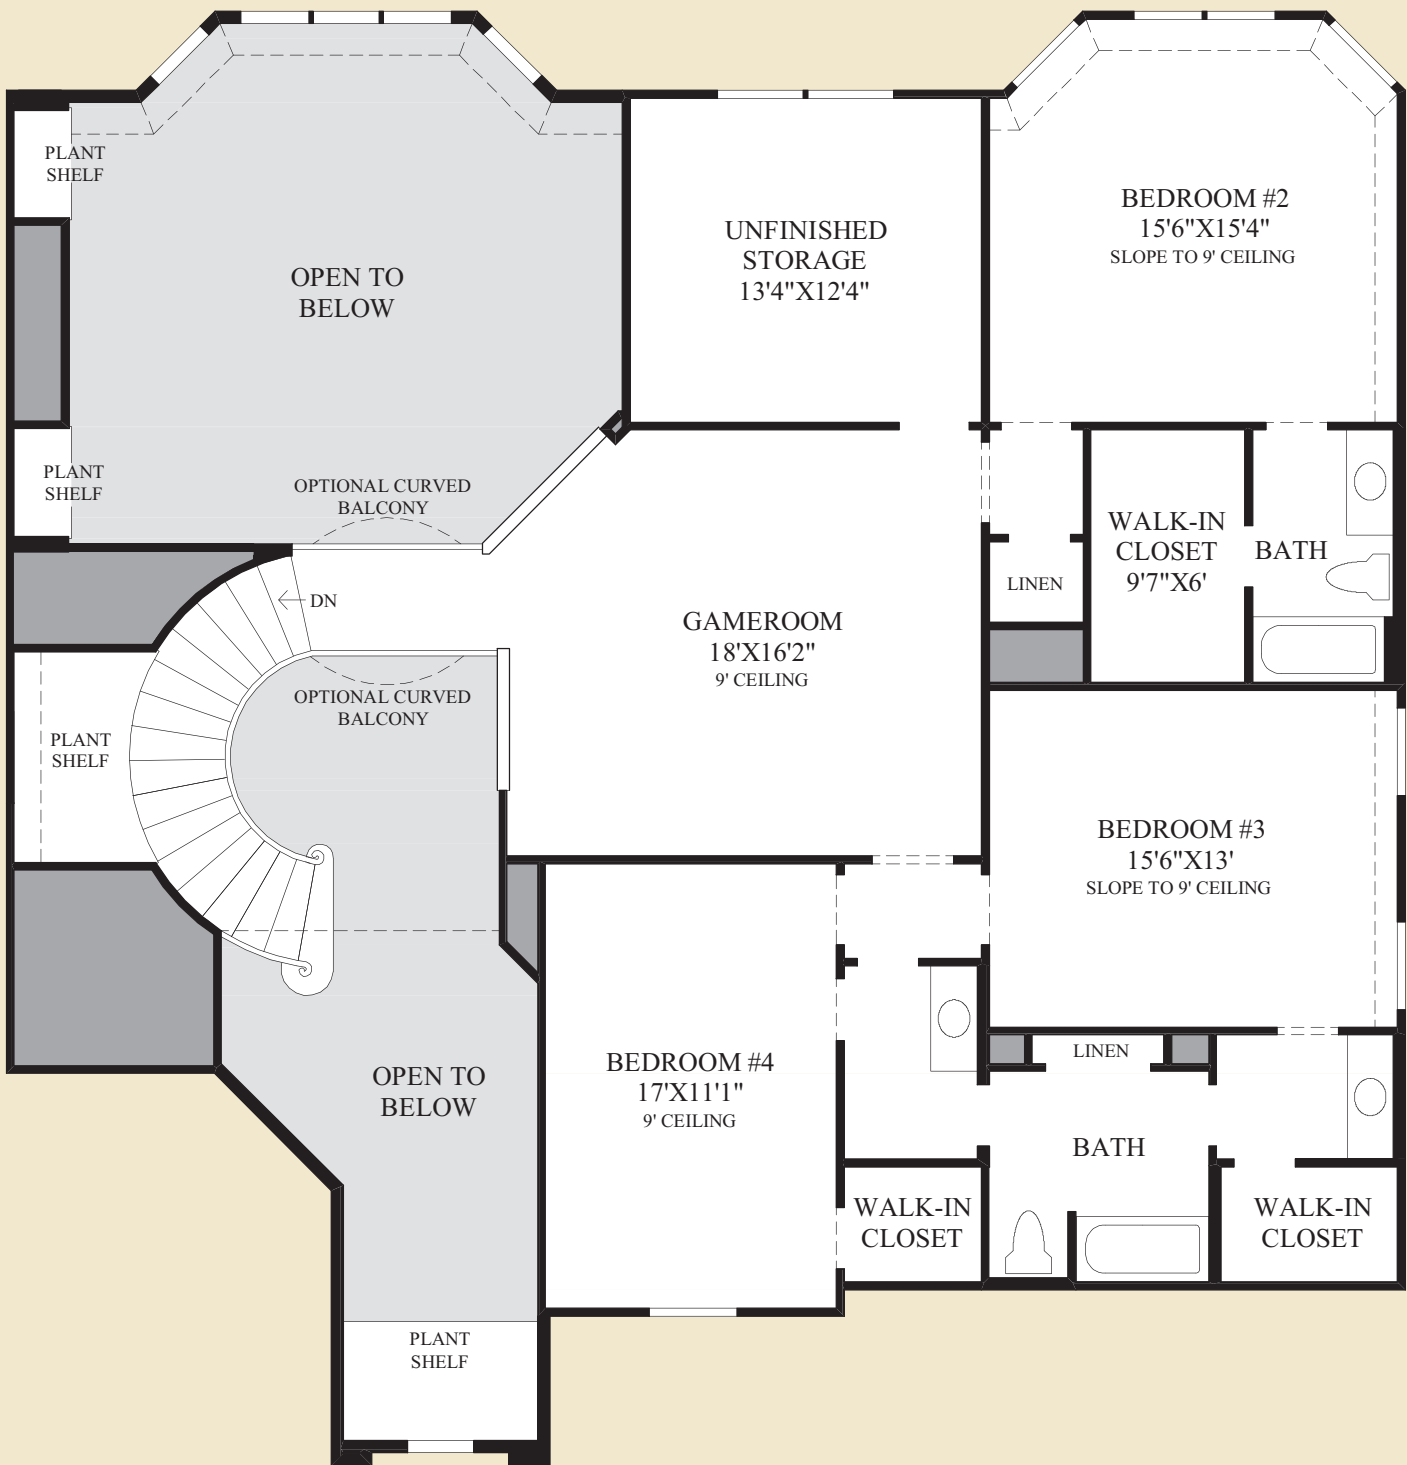 PLANT
SHELF
OPEN TO
BELOW
UNFINISHED
STORAGE
13'4"X12'4"
BEDROOM #2
15'6"X15'4"
SLOPE TO 9' CEILING
PLANT
SHELF
OPTIONAL CURVED
BALCONY
WALK-IN
CLOSET
9'7"X6'
BATH
LINEN
DN
GAMEROOM
18'X16'2"
9' CEILING
OPTIONAL CURVED
BALCONY
PLANT
SHELF
BEDROOM #3
15'6"X13'
SLOPE TO 9' CEILING
LINEN
BEDROOM #4
17'X11'1"
9' CEILING
OPEN TO
BELOW
BATH
WALK-IN
CLOSET
WALK-IN
CLOSET
PLANT
SHELF